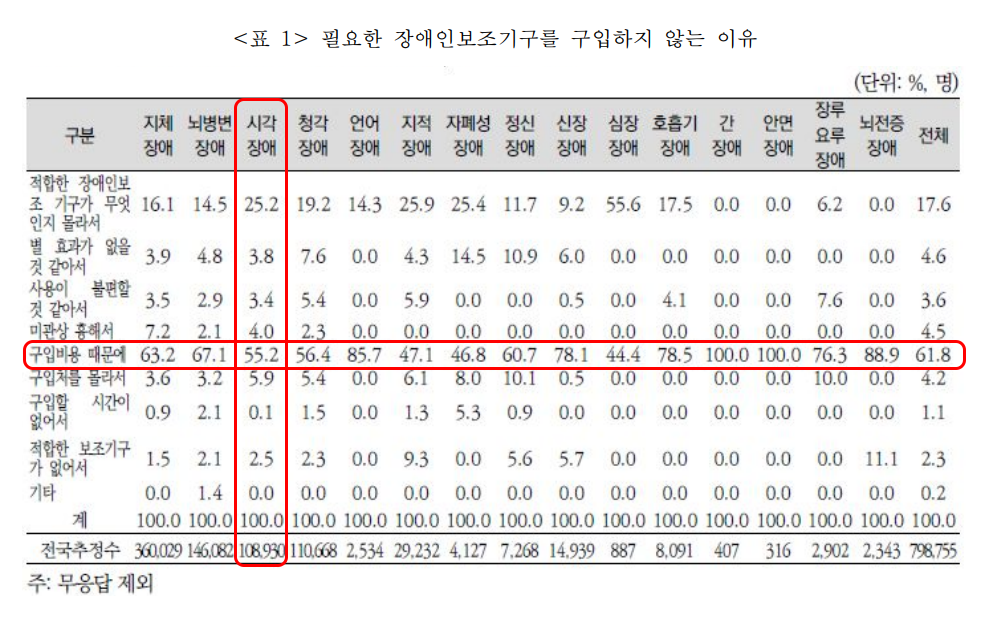 <표 1> 필요한 장애인보조기구를 구입하지 않는 이유
(단위: %, 명)
구분 지체 장애 뇌병변 장애 시각 장애 청각 장애 언어 장애 지적 장애 자폐성 장애 정신 장애 신장 장애 심장 장애 호흡기 장애 간 장애 안면 장애 장루 요루 장애 뇌전증 장애 전체
적합한 장애인보조 기구가 무엇인지 몰라서 16.1 14.5 25.2 19.2 14.3 25.9 25.4 11.7 9.2 55.6 17.5 0.0 0.0 6.2 0.0 17.6
별 효과가 없을 것 같아서 3.9 4.8 3.8 7.6 0.0 4.3 14.5 10.9 6.0 0.0 0.0 0.0 0.0 0.0 0.0 4.6
사용이 불편할 것 같아서 3.5 2.9 3.4 5.4 0.0 5.9 0.0 0.0 0.5 0.0 4.1 0.0 0.0 7.6 0.0 3.6
미관상 흉해서 7.2 2.1 4.0 2.3 0.0 0.0 0.0 0.0 0.0 0.0 0.0 0.0 0.0 0.0 0.0 4.5
구입비용 때문에 63.2 67.1 55.2 56.4 85.7 47.1 46.8 60.7 78.1 44.4 78.5 100.0 100.0 76.3 88.9 61.8
구입처를 몰라서 3.6 3.2 5.9 5.4 0.0 6.1 8.0 10.1 0.5 0.0 0.0 0.0 0.0 10.0 0.0 4.2
구입할 시간이 없어서 0.9 2.1 0.1 1.5 0.0 1.3 5.3 0.9 0.0 0.0 0.0 0.0 0.0 0.0 0.0 1.1
적합한 보조기구가 없어서 1.5 2.1 2.5 2.3 0.0 9.3 0.0 5.6 5.7 0.0 0.0 0.0 0.0 0.0 11.1 2.3
기타 0.0 1.4 0.0 0.0 0.0 0.0 0.0 0.0 0.0 0.0 0.0 0.0 0.0 0.0 0.0 0.2
계 100.0 100.0 100.0 100.0 100.0 100.0 100.0 100.0 100.0 100.0 100.0 100.0 100.0 100.0 100.0 100.0
전국추정수 360,029 146,082 108,930 110,668 2,534 29,232 4,127 7,268 14,939 887 8,091 407 316 2,902 2,343 798,755
주: 무응답 제외